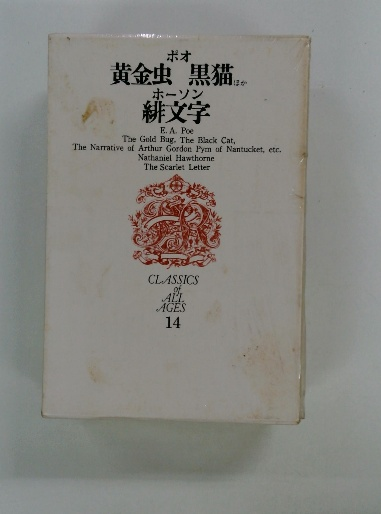 ポオ
黄金虫 黒猫ほか
ホーソン
緋文字
E. A. Poe
The Gold Bug, The Black Cat,
The Narrative of Arthur Gordon Pym of Nantucket, etc.
Nathaniel Hawthorne
The Scarlet Letter
CLASSICS
of
ALL
AGES
14